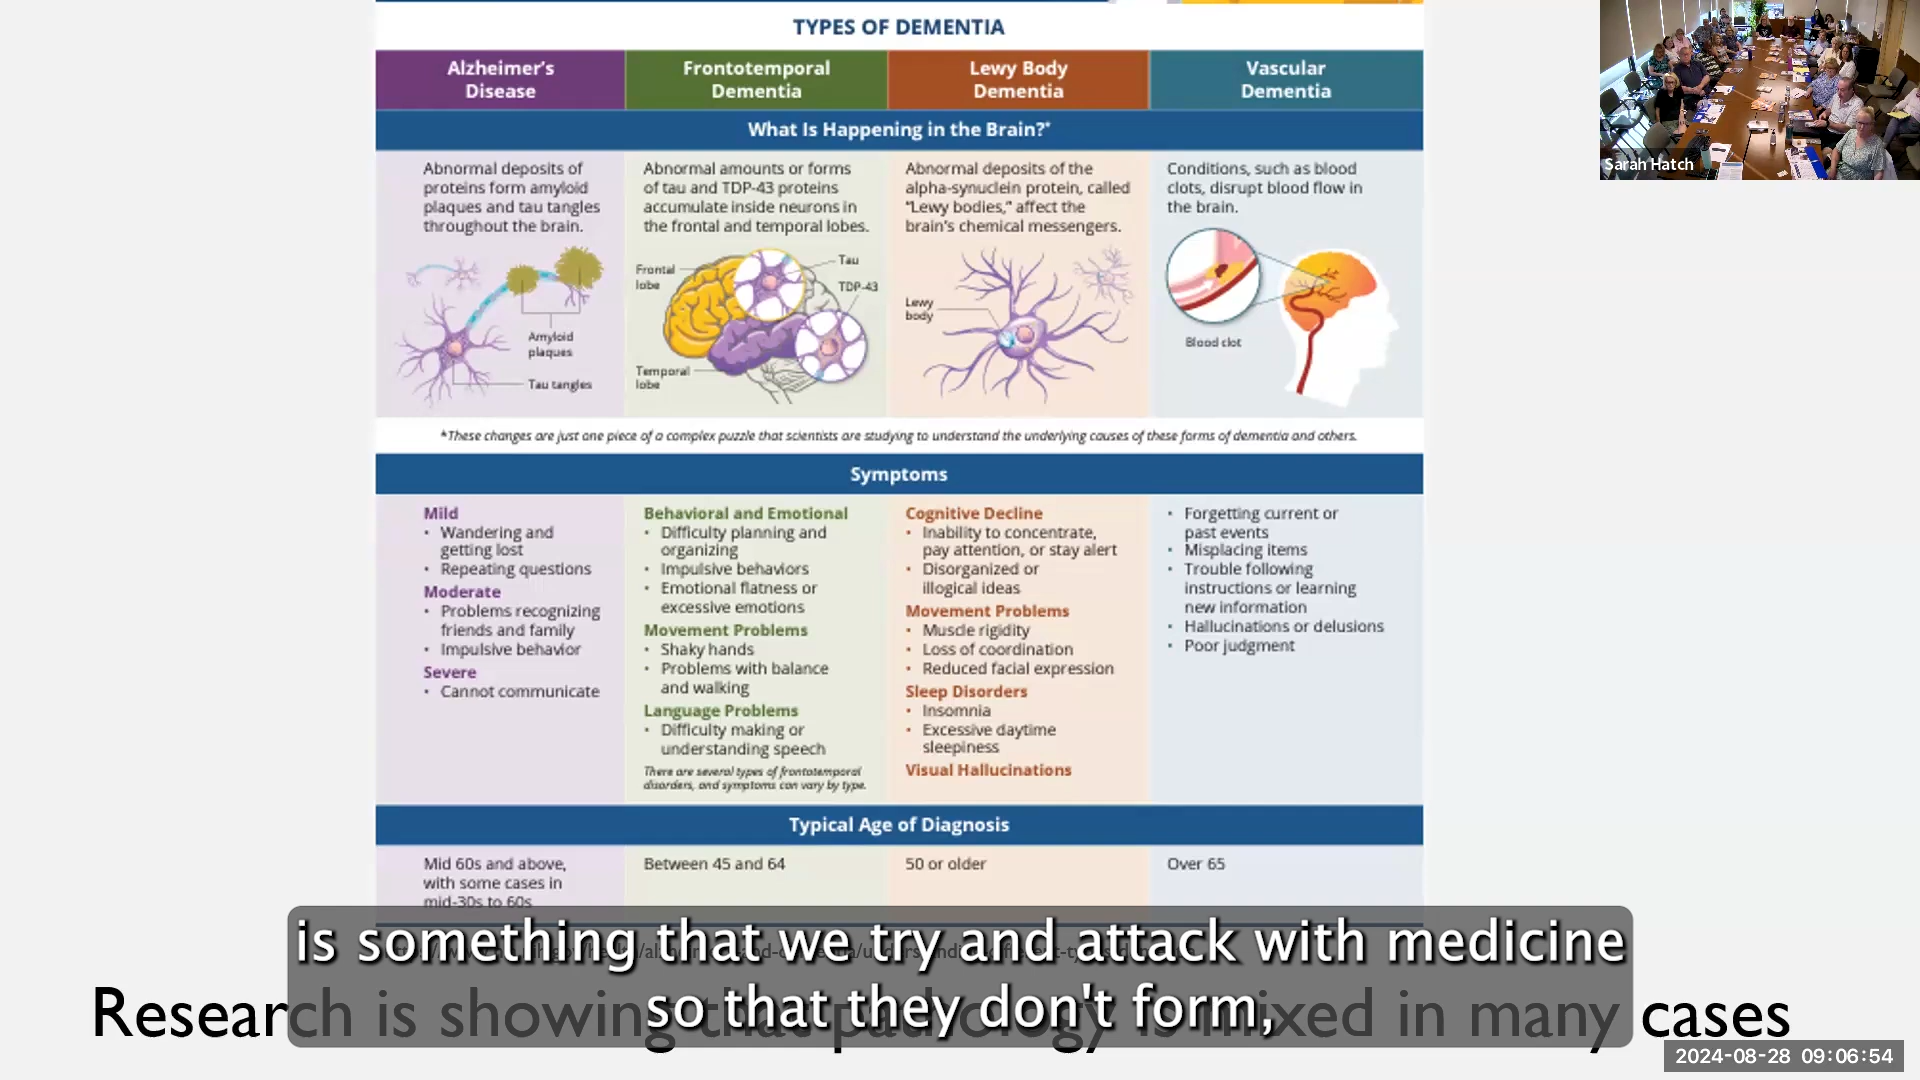 TYPES OF DEMENTIA
Alzheimer's
Disease
Frontotemporal
Dementia
Lewy Body
Dementia
Vascular
Dementia
What Is Happening in the Brain?*
Abnormal deposits of
proteins form amyloid
plaques and tau tangles
throughout the brain.
Amyloid
plaques
Tau tangles
Abnormal amounts or forms
of tau and TDP-43 proteins
accumulate inside neurons in
the frontal and temporal lobes.
Frontal
lobe
Tau
TDP-43
Temporal
lobe
Abnormal deposits of the
alpha-synuclein protein, called
"Lewy bodies," affect the
brain's chemical messengers.
Lewy
body
Conditions, such as blood
clots, disrupt blood flow in
the brain.
Blood clot
*These changes are just one piece of a complex puzzle that scientists are studying to understand the underlying causes of these forms of dementia and others.
Symptoms
Mild
• Wandering and
getting lost
• Repeating questions
Moderate
• Problems recognizing
friends and family
• Impulsive behavior
Severe
• Cannot communicate
Behavioral and Emotional
• Difficulty planning and
organizing
• Impulsive behaviors
• Emotional flatness or
excessive emotions
Movement Problems
• Shaky hands
• Problems with balance
and walking
Language Problems
• Difficulty making or
understanding speech
There are several types of frontotemporal
disorders, and symptoms can vary by type.
Cognitive Decline
• Inability to concentrate,
pay attention, or stay alert
• Disorganized or
illogical ideas
Movement Problems
• Muscle rigidity
• Loss of coordination
• Reduced facial expression
Sleep Disorders
• Insomnia
• Excessive daytime
sleepiness
Visual Hallucinations
• Forgetting current or
past events
• Misplacing items
• Trouble following
instructions or learning
new information
• Hallucinations or delusions
• Poor judgment
Typical Age of Diagnosis
Mid 60s and above,
with some cases in
mid-30s to 60s
Between 45 and 64
50 or older
Over 65
is something that we try and attack with medicine
so that they don't form,
Research is showing that pathology is mixed in many cases
Sarah Hatch
2024-08-28 09:06:54